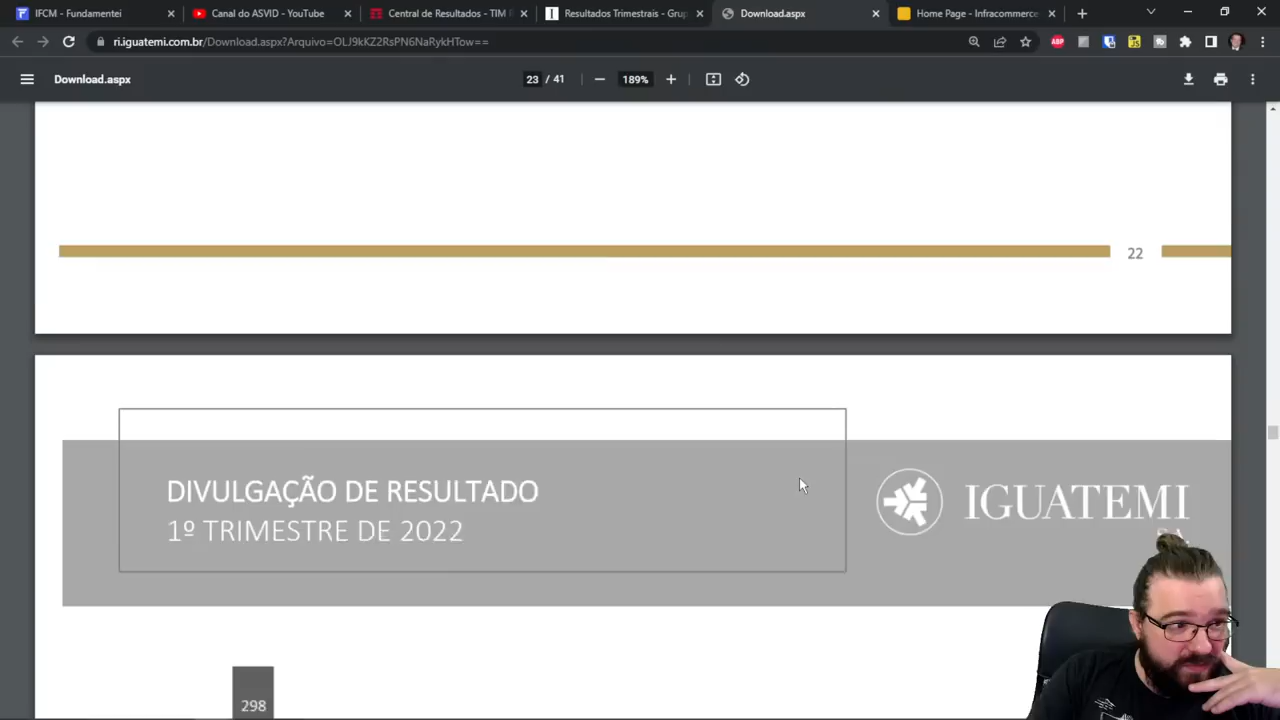 IFCM - Fundamentei
Canal do ASVID - YouTube
Central de Resultados - TIM R
Resultados Trimestrais - Grup
Download.aspx
Home Page - Infracommerce
ri.iguatemi.com.br/Download.aspx?Arquivo=OLJ9kKZ2RsPN6NaRykHTow==
ABP
Download.aspx
23 / 41
189%
22
DIVULGAÇÃO DE RESULTADO
1º TRIMESTRE DE 2022
IGUATEMI
298